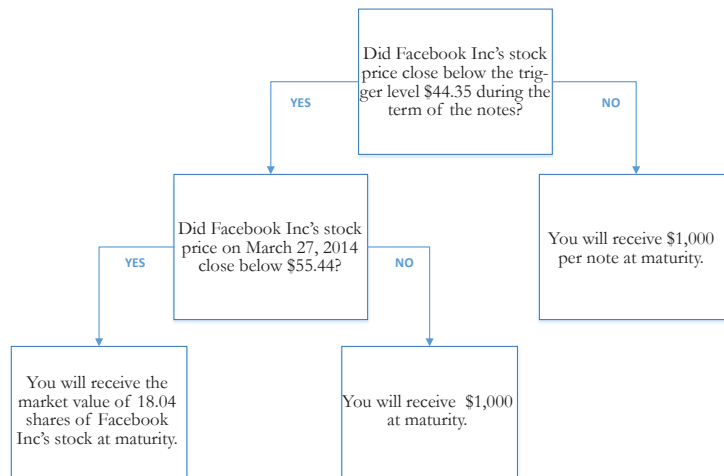 Did Facebook Inc's stock
price close below the trig-
ger level $44.35 during the
term of the notes?
YES
NO
Did Facebook Inc's stock
price on March 27, 2014
close below $55.44?
You will receive $1,000
per note at maturity.
YES
NO
You will receive the
market value of 18.04
shares of Facebook
Inc's stock at maturity.
You will receive $1,000
at maturity.